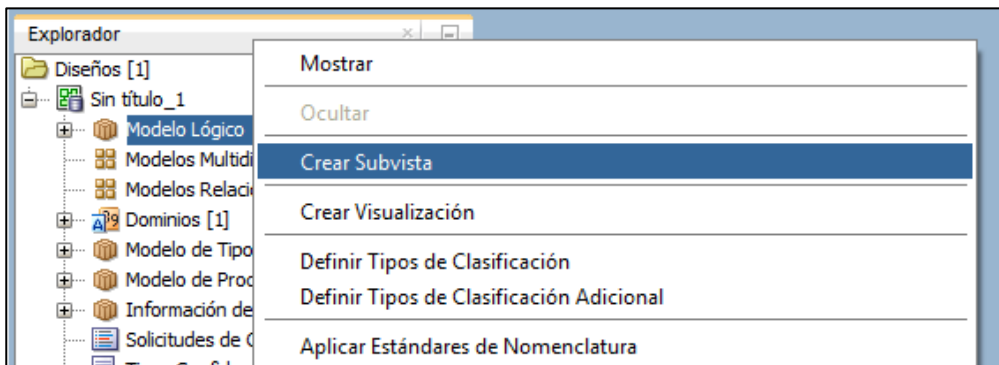 Explorador
Diseños [1]
Sin título_1
Modelo Lógico
Modelos Multidi
Modelos Relaci
Dominios [1]
Modelo de Tipo
Modelo de Proc
Información de
Solicitudes de C
Mostrar
Ocultar
Crear Subvista
Crear Visualización
Definir Tipos de Clasificación
Definir Tipos de Clasificación Adicional
Aplicar Estándares de Nomenclatura